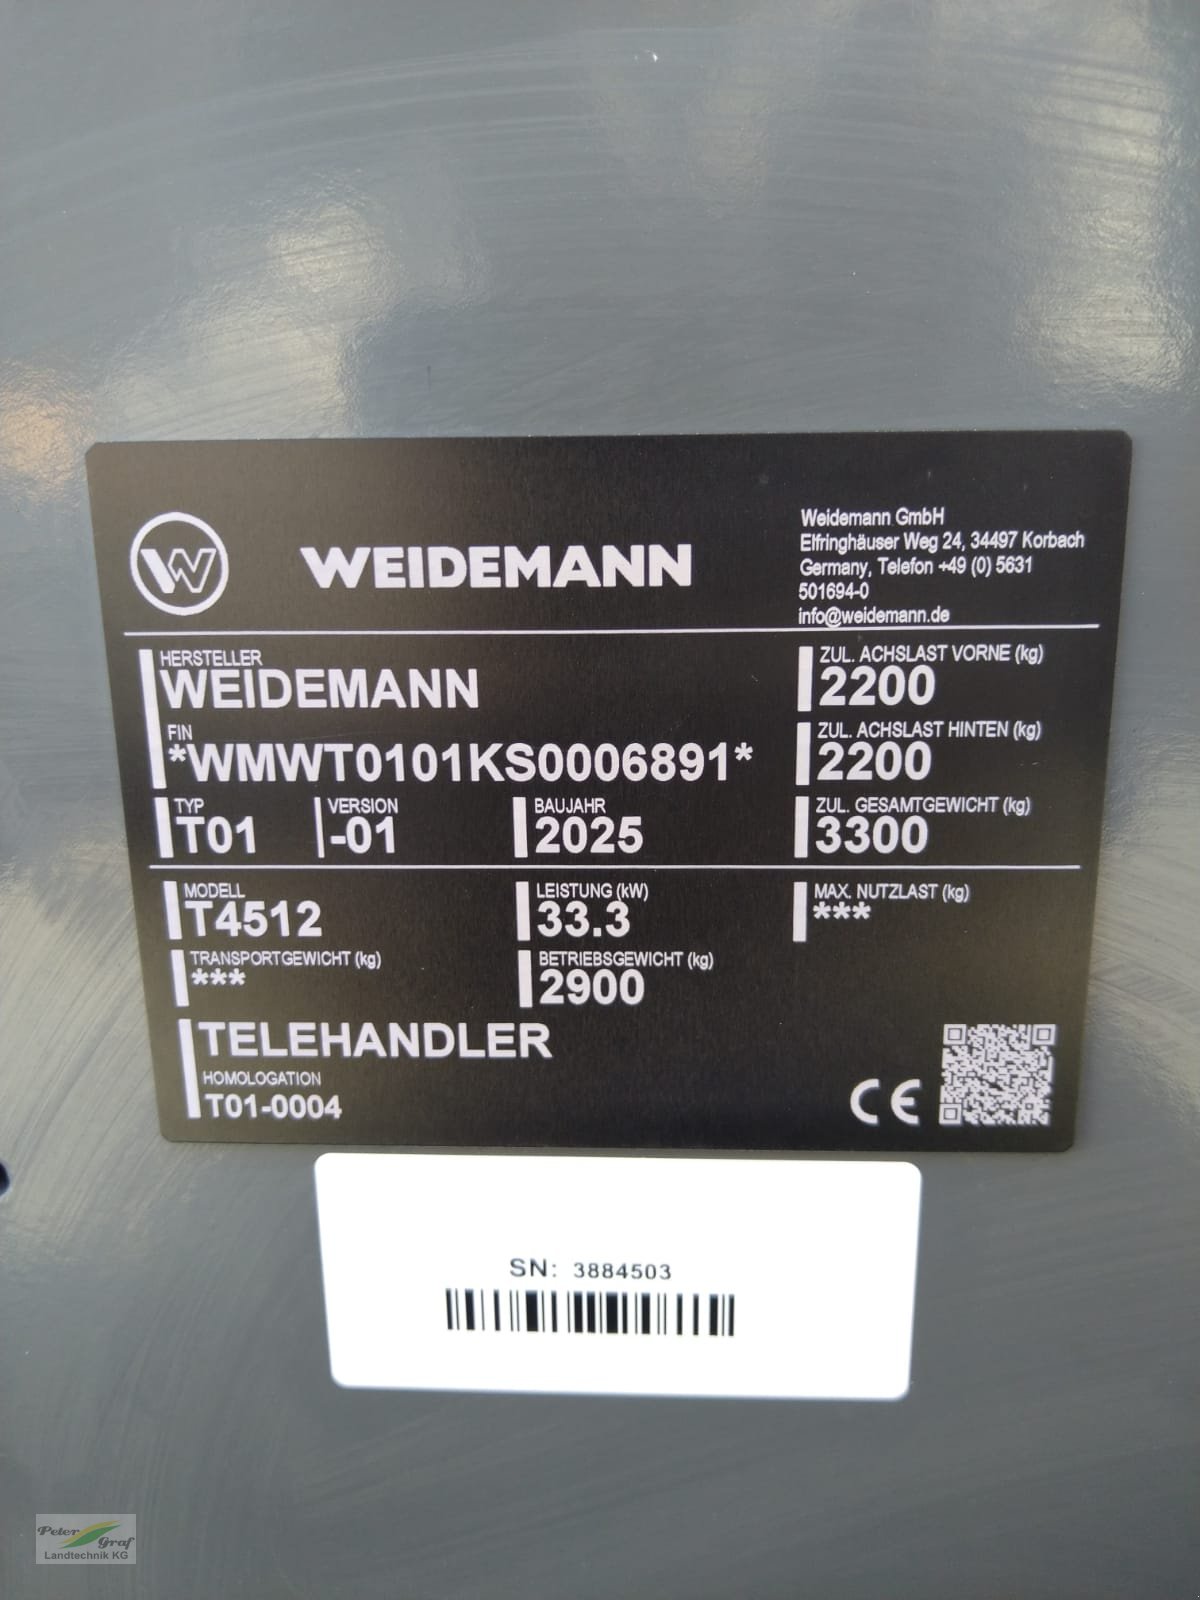 W WEIDEMANN
Weidemann GmbH
Elfringhäuser Weg 24, 34497 Korbach
Germany, Telefon +49 (0) 5631
501694-0
info@weidemann.de
HERSTELLER
WEIDEMANN
FIN
*WMWT0101KS0006891*
TYP VERSION BAUJAHR
T01 -01 2025
ZUL. ACHSLAST VORNE (kg)
2200
ZUL. ACHSLAST HINTEN (kg)
2200
ZUL. GESAMTGEWICHT (kg)
3300
MODELL LEISTUNG (kW) MAX. NUTZLAST (kg)
T4512 33.3 ***
TRANSPORTGEWICHT (kg) BETRIEBSGEWICHT (kg)
*** 2900
TELEHANDLER
HOMOLOGATION
T01-0004
CE
SN: 3884503
Peter
Graf
Landtechnik KG